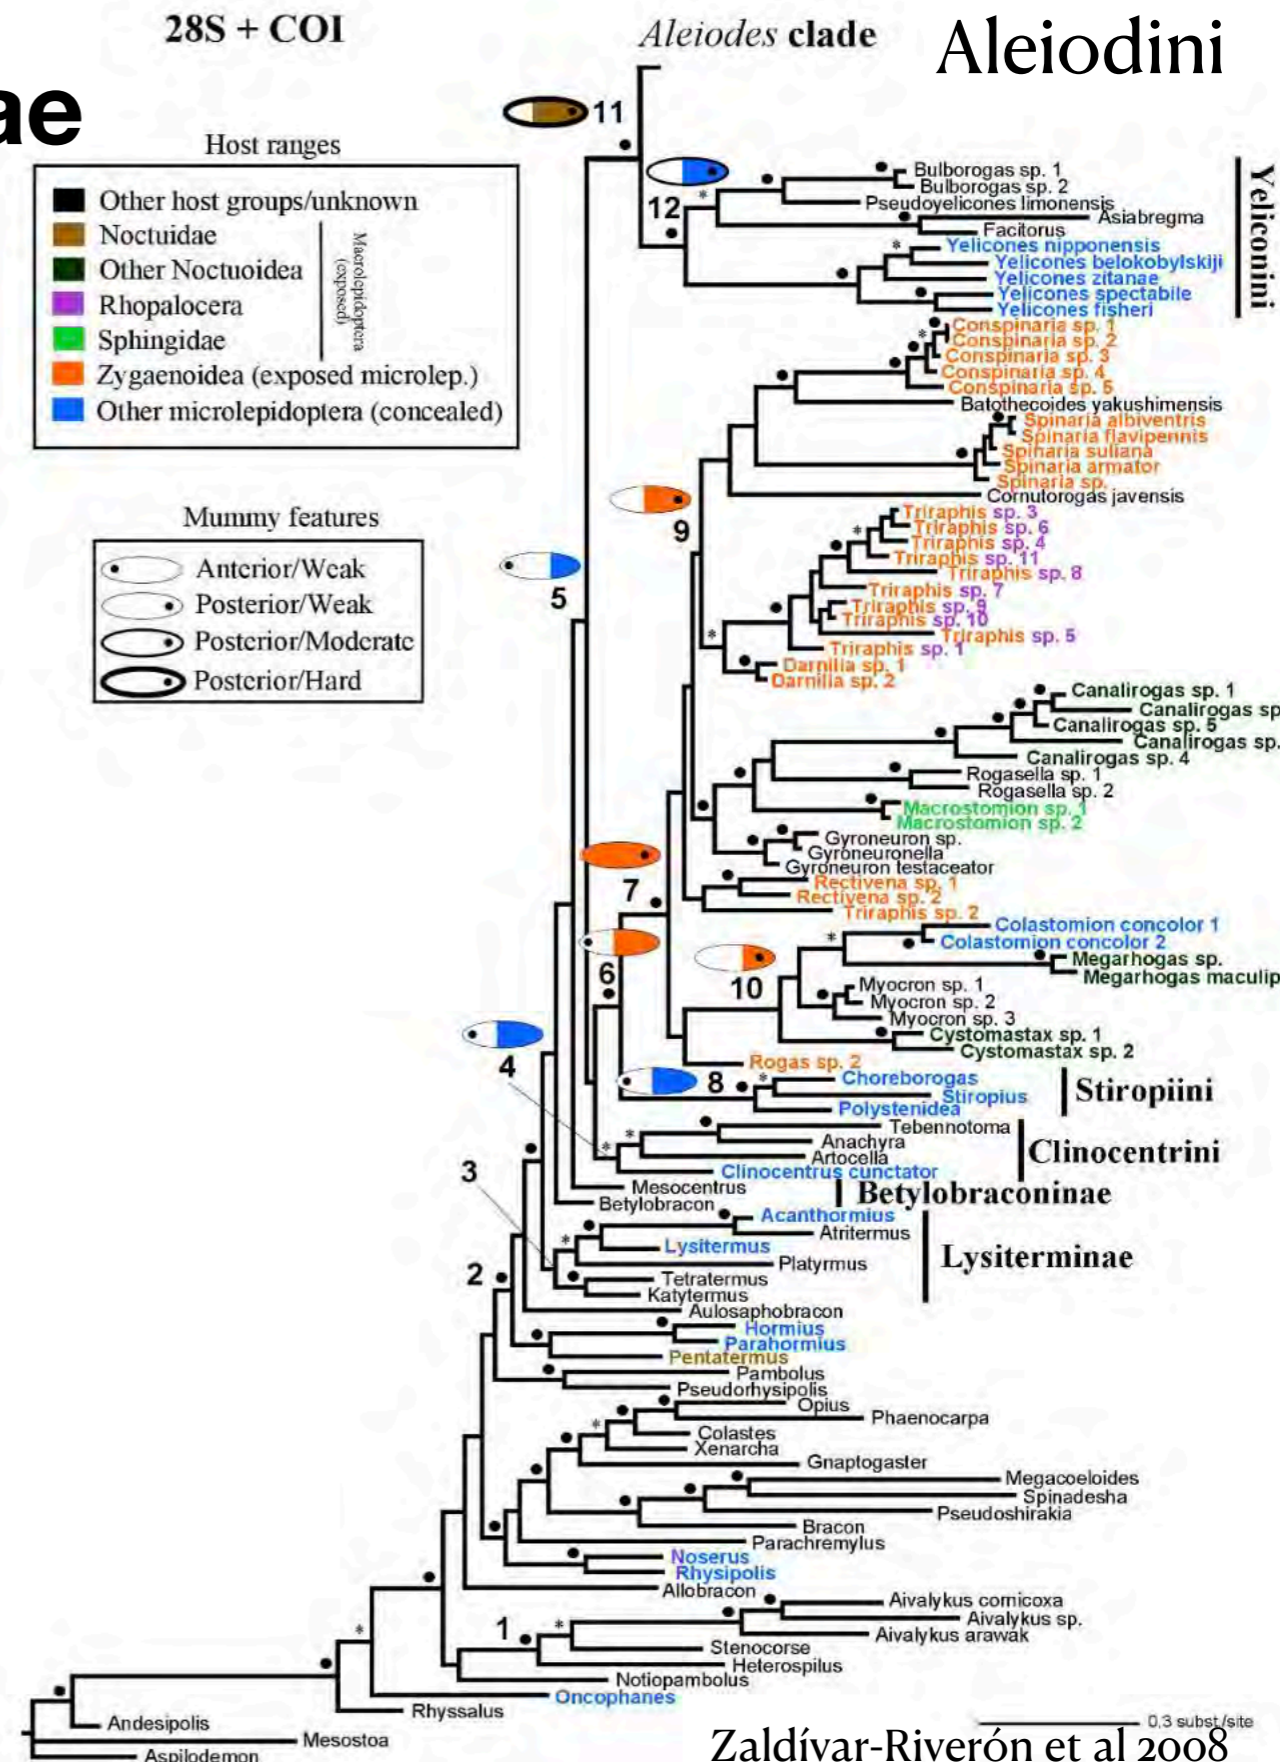 28S + COI
Aleiodes clade
Aleiodini
ae
Host ranges
Other host groups/unknown
Noctuidae
Other Noctuoidea
Rhopalocera
Sphingidae
Zygaenoidea (exposed microlep.)
Other microlepidoptera (concealed)
Macrolepidoptera
(exposed)
Mummy features
Anterior/Weak
Posterior/Weak
Posterior/Moderate
Posterior/Hard
11
12
Bulborogas sp. 1
Bulborogas sp. 2
Pseudoyelicones limonensis
Asiabregma
Facitorus
Yelicones nipponensis
Yelicones belokobylskiji
Yelicones zitanae
Yelicones spectabile
Yelicones fisheri
Yeliconini
Conspinaria sp. 1
Conspinaria sp. 2
Conspinaria sp. 3
Conspinaria sp. 4
Conspinaria sp. 5
Batothecoides yakushimensis
Spinaria albiventris
Spinaria flavipennis
Spinaria suliana
Spinaria armator
Spinaria sp.
Cornutorogas javensis
9
Triraphis sp. 3
Triraphis sp. 6
Triraphis sp. 4
Triraphis sp. 11
Triraphis sp. 8
Triraphis sp. 7
Triraphis sp. 9
Triraphis sp. 10
Triraphis sp. 5
Triraphis sp. 1
Darnilia sp. 1
Darnilia sp. 2
5
Canalirogas sp. 1
Canalirogas sp
Canalirogas sp. 5
Canalirogas sp.
Canalirogas sp. 4
Rogasella sp. 1
Rogasella sp. 2
Macrostomion sp. 1
Macrostomion sp. 2
Gyroneuron sp.
Gyroneuronella
Gyroneuron testaceator
7
Rectivena sp. 1
Rectivena sp. 2
Triraphis sp. 2
Colastomion concolor 1
Colastomion concolor 2
Megarhogas sp.
Megarhogas maculip
6
10
Myocron sp. 1
Myocron sp. 2
Myocron sp. 3
Cystomastax sp. 1
Cystomastax sp. 2
Rogas sp. 2
4
8
Choreborogas
Stiropius
Polystenidea
Stiropiini
Tebennotoma
Anachyra
Artocella
Clinocentrus cunctator
Clinocentrini
3
Mesocentrus
Betylobracon
Betylobraconinae
Acanthormius
Atritermus
Lysitermus
Platyrmus
Tetratermus
Katytermus
Lysiterminae
2
Aulosaphobracon
Hormius
Parahormius
Pentatermus
Pambolus
Pseudorhysipolis
Opius
Phaenocarpa
Colastes
Xenarcha
Gnaptogaster
Megacoeloides
Spinadesha
Pseudoshirakia
Bracon
Parachremylus
Noserus
Rhysipolis
Allobracon
1
Aivalykus cornicoxa
Aivalykus sp.
Aivalykus arawak
Stenocorse
Heterospilus
Notiopambolus
Oncophanes
Rhyssalus
Andesipolis
Mesostoa
Aspilodemon
0.3 subst./site
Zaldívar-Riverón et al 2008